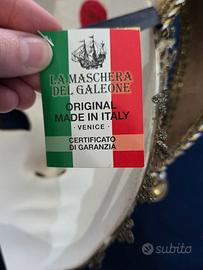 LA MASCHERA
DEL GALEONE
ORIGINAL
MADE IN ITALY
· VENICE ·
CERTIFICATO
DI GARANZIA
subito